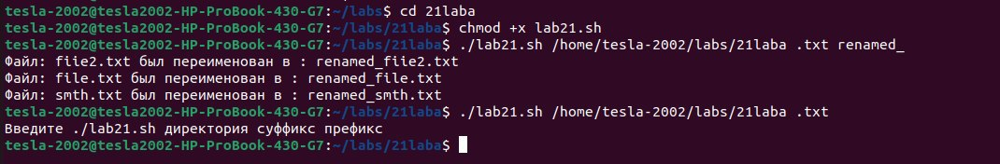 tesla-2002@tesla2002-HP-ProBook-430-G7:~/labs$ cd 21laba
tesla-2002@tesla2002-HP-ProBook-430-G7:~/labs/21laba$ chmod +x lab21.sh
tesla-2002@tesla2002-HP-ProBook-430-G7:~/labs/21laba$ ./lab21.sh /home/tesla-2002/labs/21laba .txt renamed_
Файл: fiie2.txt был переименован в : renamed_fiie2.txt
Файл: file.txt был переименован в : renamed_file.txt
Файл: smth.txt был переименован в : renamed_smth.txt
tesla-2002@tesla2002-HP-ProBook-430-G7:~/labs/21laba$ ./lab21.sh /home/tesla-2002/labs/21laba .txt
Введите ./lab21.sh директория суффикс префикс
tesla-2002@tesla2002-HP-ProBook-430-G7:~/labs/21laba$